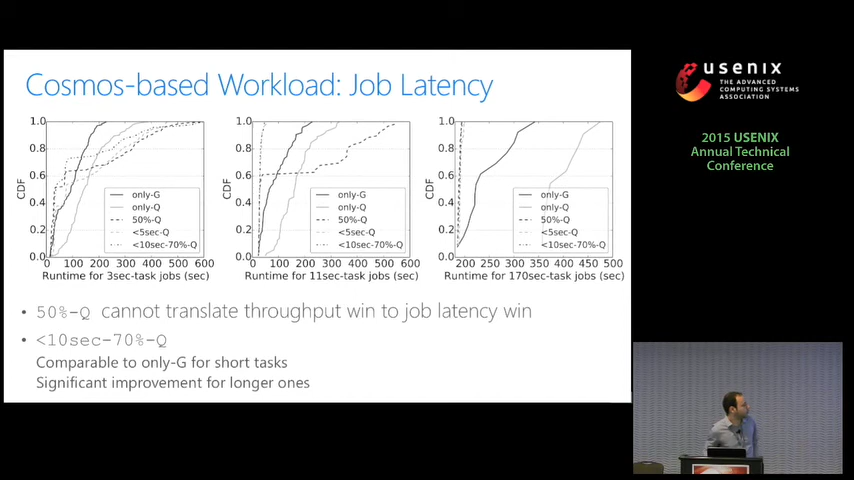 Cosmos-based Workload: Job Latency
1.0
0.8
0.6
0.4
0.2
0.0
CDF
only-G
only-Q
50%-Q
<5sec-Q
<10sec-70%-Q
0 100 200 300 400 500 600
Runtime for 3sec-task jobs (sec)
1.0
0.8
0.6
0.4
0.2
0.0
CDF
only-G
only-Q
50%-Q
<5sec-Q
<10sec-70%-Q
0 100 200 300 400 500 600
Runtime for 11sec-task jobs (sec)
1.0
0.8
0.6
0.4
0.2
0.0
CDF
only-G
only-Q
50%-Q
<5sec-Q
<10sec-70%-Q
200 250 300 350 400 450 500
Runtime for 170sec-task jobs (sec)
• 50%-Q cannot translate throughput win to job latency win
• <10sec-70%-Q
Comparable to only-G for short tasks
Significant improvement for longer ones
usenix
THE ADVANCED
COMPUTING SYSTEMS
ASSOCIATION
2015 USENIX
Annual Technical
Conference